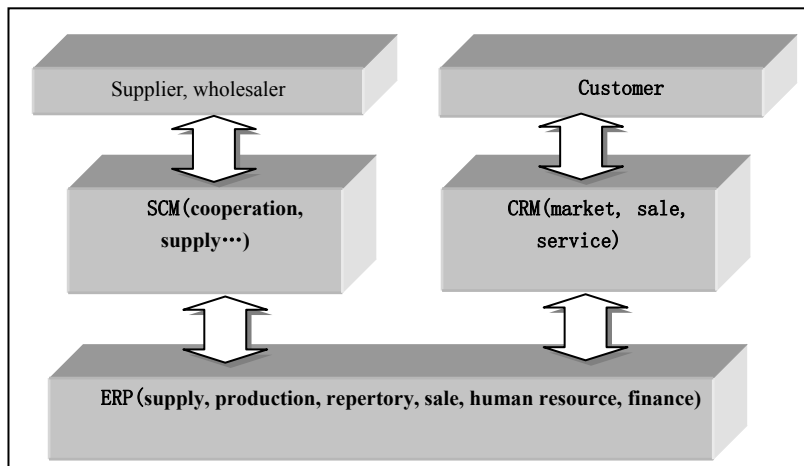 Supplier, wholesaler
Customer
SCM(cooperation,
supply⋯)
CRM(market, sale,
service)
ERP(supply, production, repertory, sale, human resource, finance)